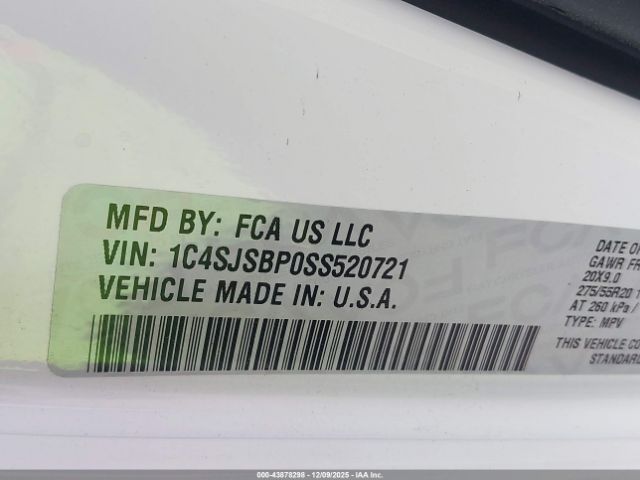 MFD BY: FCA US LLC
VIN: 1C4SJSBP0SS520721
VEHICLE MADE IN: U.S.A.
DATE O
GAWR FR
20X9.0
275/55R20 1
AT 260 kPa /
TYPE: MPV
THIS VEHICLE CO
STANDARD
000-43878298 - 12/09/2025 - IAA Inc.